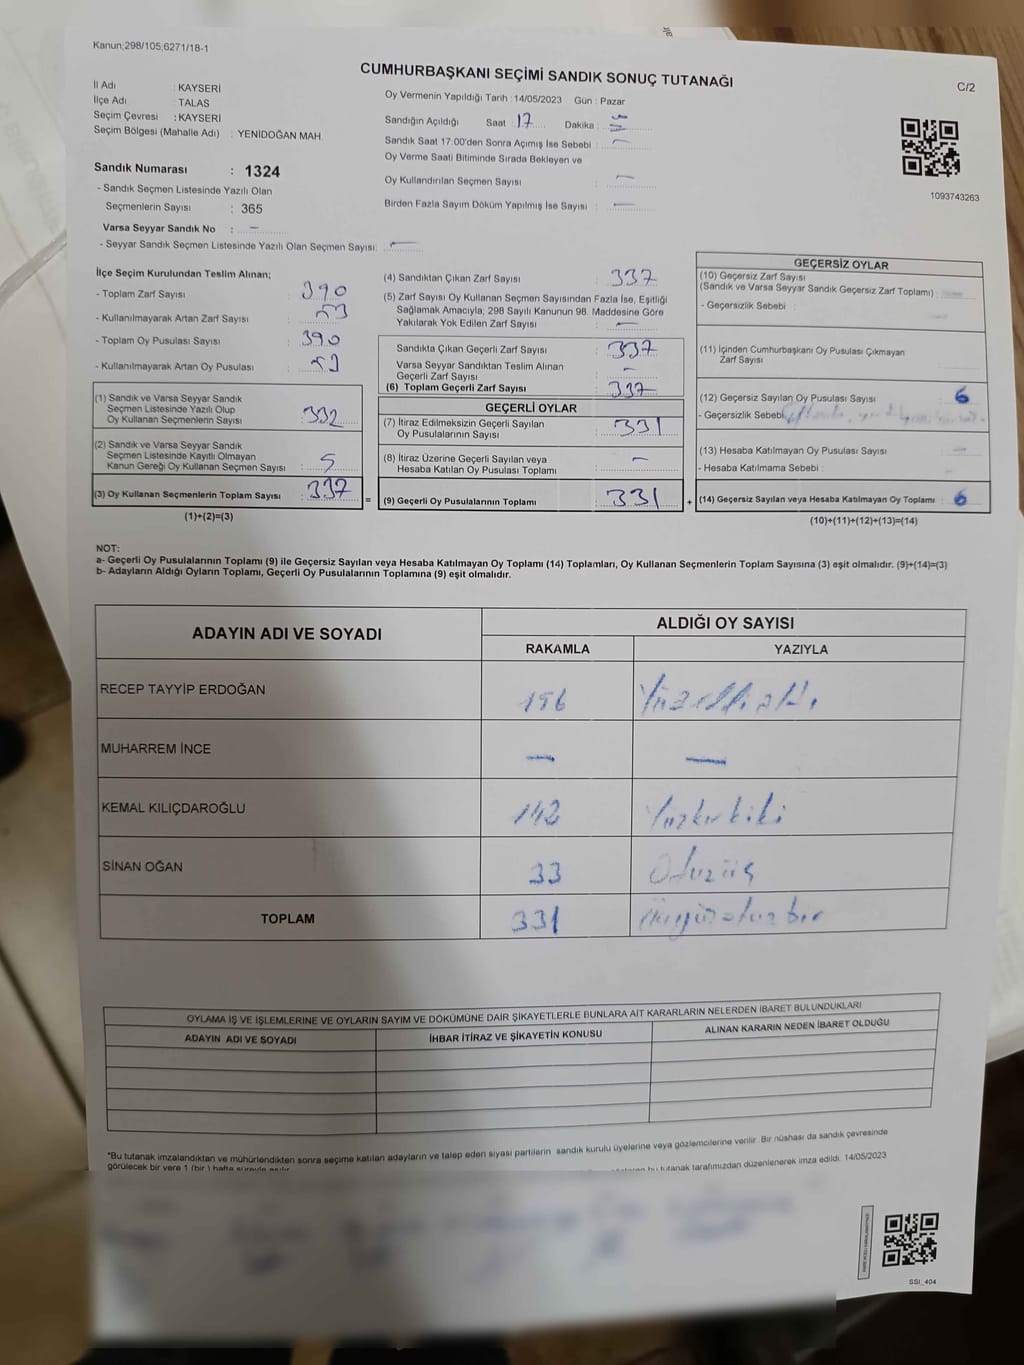 Kanun;298/105,6271/18-1
CUMHURBAŞKANI SEÇİMİ SANDIK SONUÇ TUTANAĞI
C/2
İl Adı : KAYSERİ
İlçe Adı : TALAS
Seçim Çevresi : KAYSERİ
Seçim Bölgesi (Mahalle Adı) : YENİDOĞAN MAH.
Oy Vermenin Yapıldığı Tarih : 14/05/2023 Gün : Pazar
Sandığın Açıldığı Saat : 17 Dakika :
Sandık Saat 17:00'den Sonra Açımış İse Sebebi : —
Oy Verme Saati Bitiminde Sırada Bekleyen ve
Oy Kullandırılan Seçmen Sayısı : —
Birden Fazla Sayım Döküm Yapılmış İse Sayısı : —
1093743263
Sandık Numarası : 1324
- Sandık Seçmen Listesinde Yazılı Olan
Seçmenlerin Sayısı : 365
Varsa Seyyar Sandık No : —
- Seyyar Sandık Seçmen Listesinde Yazılı Olan Seçmen Sayısı: —
İlçe Seçim Kurulundan Teslim Alınan;
- Toplam Zarf Sayısı : 390
- Kullanılmayarak Artan Zarf Sayısı : 53
- Toplam Oy Pusulası Sayısı : 390
- Kullanılmayarak Artan Oy Pusulası : 53
(1) Sandık ve Varsa Seyyar Sandık
Seçmen Listesinde Yazılı Olup
Oy Kullanan Seçmenlerin Sayısı : 332
(2) Sandık ve Varsa Seyyar Sandık
Seçmen Listesinde Kayıtlı Olmayan
Kanun Gereği Oy Kullanan Seçmen Sayısı : 5
(3) Oy Kullanan Seçmenlerin Toplam Sayısı : 337
(1)+(2)=(3)
(4) Sandıktan Çıkan Zarf Sayısı : 337
(5) Zarf Sayısı Oy Kullanan Seçmen Sayısından Fazla İse, Eşitliği
Sağlamak Amacıyla; 298 Sayılı Kanunun 98. Maddesine Göre
Yakılarak Yok Edilen Zarf Sayısı : —
Sandıkta Çıkan Geçerli Zarf Sayısı : 337
Varsa Seyyar Sandıktan Teslim Alınan
Geçerli Zarf Sayısı : —
(6) Toplam Geçerli Zarf Sayısı : 337
GEÇERLİ OYLAR
(7) İtiraz Edilmeksizin Geçerli Sayılan
Oy Pusulalarının Sayısı : 331
(8) İtiraz Üzerine Geçerli Sayılan veya
Hesaba Katılan Oy Pusulası Toplamı : —
= (9) Geçerli Oy Pusulalarının Toplamı : 331 +
GEÇERSİZ OYLAR
(10) Geçersiz Zarf Sayısı
(Sandık ve Varsa Seyyar Sandık Geçersiz Zarf Toplamı) : —
- Geçersizlik Sebebi : —
(11) İçinden Cumhurbaşkanı Oy Pusulası Çıkmayan
Zarf Sayısı : —
(12) Geçersiz Sayılan Oy Pusulası Sayısı : 6
- Geçersizlik Sebebi
(13) Hesaba Katılmayan Oy Pusulası Sayısı : —
- Hesaba Katılmama Sebebi : —
(14) Geçersiz Sayılan veya Hesaba Katılmayan Oy Toplamı : 6
(10)+(11)+(12)+(13)=(14)
NOT:
a- Geçerli Oy Pusulalarının Toplamı (9) ile Geçersiz Sayılan veya Hesaba Katılmayan Oy Toplamı (14) Toplamları, Oy Kullanan Seçmenlerin Toplam Sayısına (3) eşit olmalıdır. (9)+(14)=(3)
b- Adayların Aldığı Oyların Toplamı, Geçerli Oy Pusulalarının Toplamına (9) eşit olmalıdır.
ADAYIN ADI VE SOYADI
ALDIĞI OY SAYISI
RAKAMLA YAZIYLA
RECEP TAYYİP ERDOĞAN 156 Yüzellialtı
MUHARREM İNCE — —
KEMAL KILIÇDAROĞLU 142 Yüzkırkiki
SİNAN OĞAN 33 Otuzüç
TOPLAM 331 Üçyüzotuzbir
OYLAMA İŞ VE İŞLEMLERİNE VE OYLARIN SAYIM VE DÖKÜMÜNE DAİR ŞİKAYETLERLE BUNLARA AİT KARARLARIN NELERDEN İBARET BULUNDUKLARI
ADAYIN ADI VE SOYADI İHBAR İTİRAZ VE ŞİKAYETİN KONUSU ALINAN KARARIN NEDEN İBARET OLDUĞU
*Bu tutanak imzalandıktan ve mühürlendikten sonra seçime katılan adayların ve talep eden siyasi partilerin sandık kurulu üyelerine veya gözlemcilerine verilir. Bir nüshası da sandık çevresinde
görülecek bir yere 1 (bir) hafta süreyle asılır. bu tutanak tarafımızdan düzenlenerek imza edildi. 14/05/2023
SSI_404